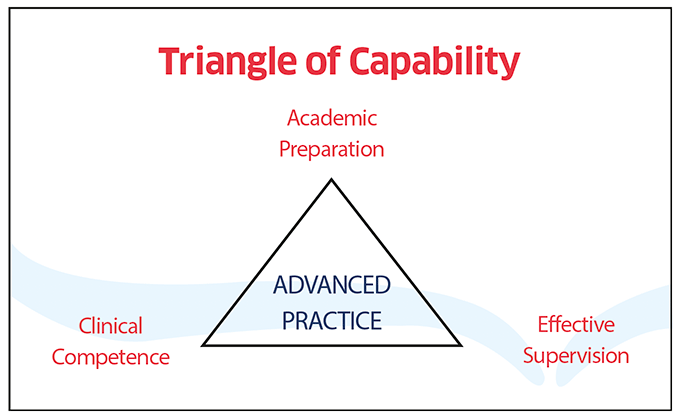 Triangle of Capability
Academic
Preparation
ADVANCED
PRACTICE
Clinical
Competence
Effective
Supervision